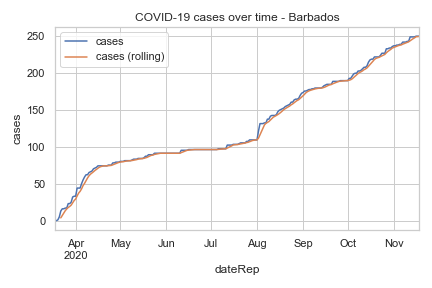 COVID-19 cases over time - Barbados
cases
cases (rolling)
250
200
150
100
50
0
cases
Apr May Jun Jul Aug Sep Oct Nov
2020
dateRep